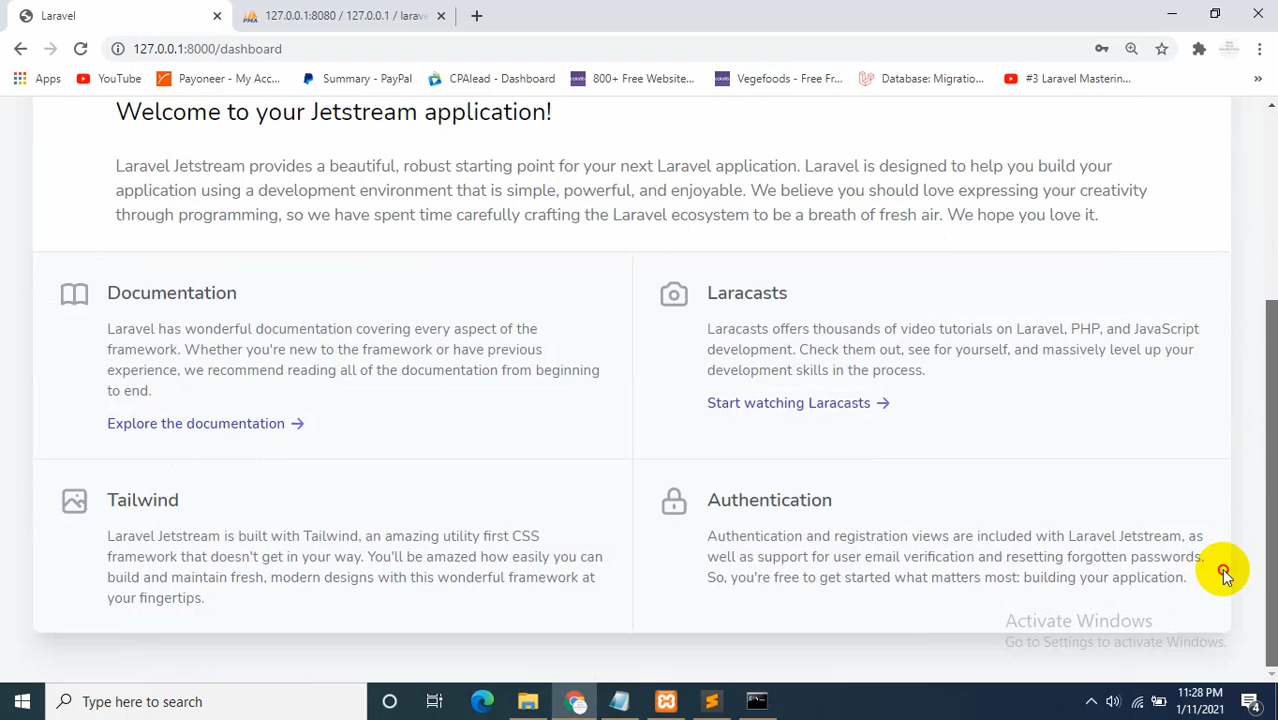 Laravel
127.0.0.1:8080 / 127.0.0.1 / larave
127.0.0.1:8000/dashboard
Apps
YouTube
Payoneer - My Acc...
Summary - PayPal
CPAlead - Dashboard
800+ Free Website...
Vegefoods - Free Fr...
Database: Migratio...
#3 Laravel Masterin...
»
Welcome to your Jetstream application!
Laravel Jetstream provides a beautiful, robust starting point for your next Laravel application. Laravel is designed to help you build your
application using a development environment that is simple, powerful, and enjoyable. We believe you should love expressing your creativity
through programming, so we have spent time carefully crafting the Laravel ecosystem to be a breath of fresh air. We hope you love it.
Documentation
Laravel has wonderful documentation covering every aspect of the
framework. Whether you're new to the framework or have previous
experience, we recommend reading all of the documentation from beginning
to end.
Explore the documentation →
Laracasts
Laracasts offers thousands of video tutorials on Laravel, PHP, and JavaScript
development. Check them out, see for yourself, and massively level up your
development skills in the process.
Start watching Laracasts →
Tailwind
Laravel Jetstream is built with Tailwind, an amazing utility first CSS
framework that doesn't get in your way. You'll be amazed how easily you can
build and maintain fresh, modern designs with this wonderful framework at
your fingertips.
Authentication
Authentication and registration views are included with Laravel Jetstream, as
well as support for user email verification and resetting forgotten passwords.
So, you're free to get started what matters most: building your application.
Activate Windows
Go to Settings to activate Windows.
Type here to search
11:28 PM
1/11/2021
4